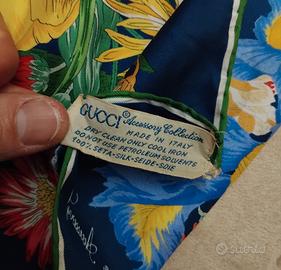 GUCCI Accessory Collection
MADE IN ITALY
DRY CLEAN ONLY COOL IRON
DO NOT USE PETROLEUM SOLVENTS
100% SETA-SILK-SEIDE-SOIE
subito